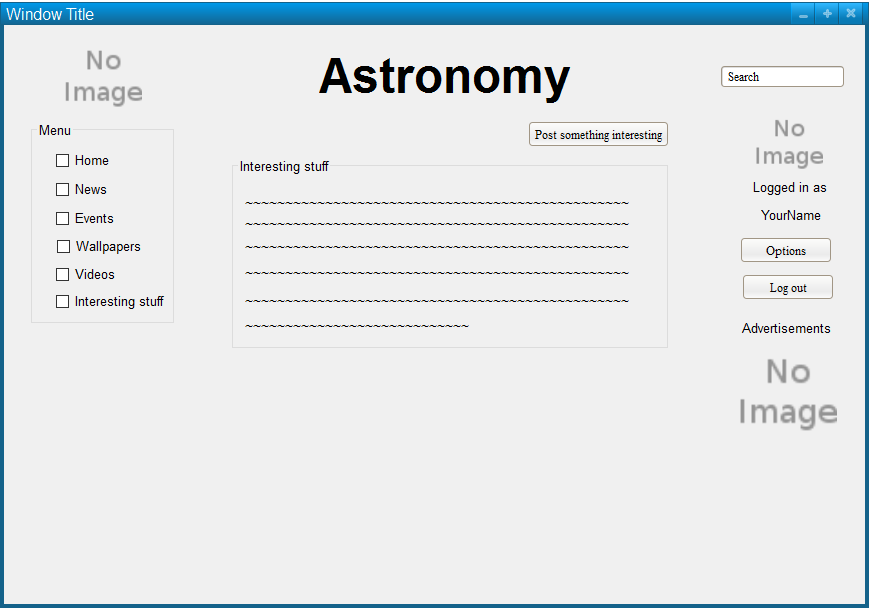 Window Title
No
Image
Astronomy
Search
Menu
Home
News
Events
Wallpapers
Videos
Interesting stuff
Post something interesting
Interesting stuff
~~~~~~~~~~~~~~~~~~~~~~~~~~~~~~~~~~~~~~~~~~~~~~~~
~~~~~~~~~~~~~~~~~~~~~~~~~~~~~~~~~~~~~~~~~~~~~~~~
~~~~~~~~~~~~~~~~~~~~~~~~~~~~~~~~~~~~~~~~~~~~~~~~
~~~~~~~~~~~~~~~~~~~~~~~~~~~~~~~~~~~~~~~~~~~~~~~~
~~~~~~~~~~~~~~~~~~~~~~~~~~~~~~~~~~~~~~~~~~~~~~~~
~~~~~~~~~~~~~~~~~~~~~~~~~~~~
No
Image
Logged in as
YourName
Options
Log out
Advertisements
No
Image